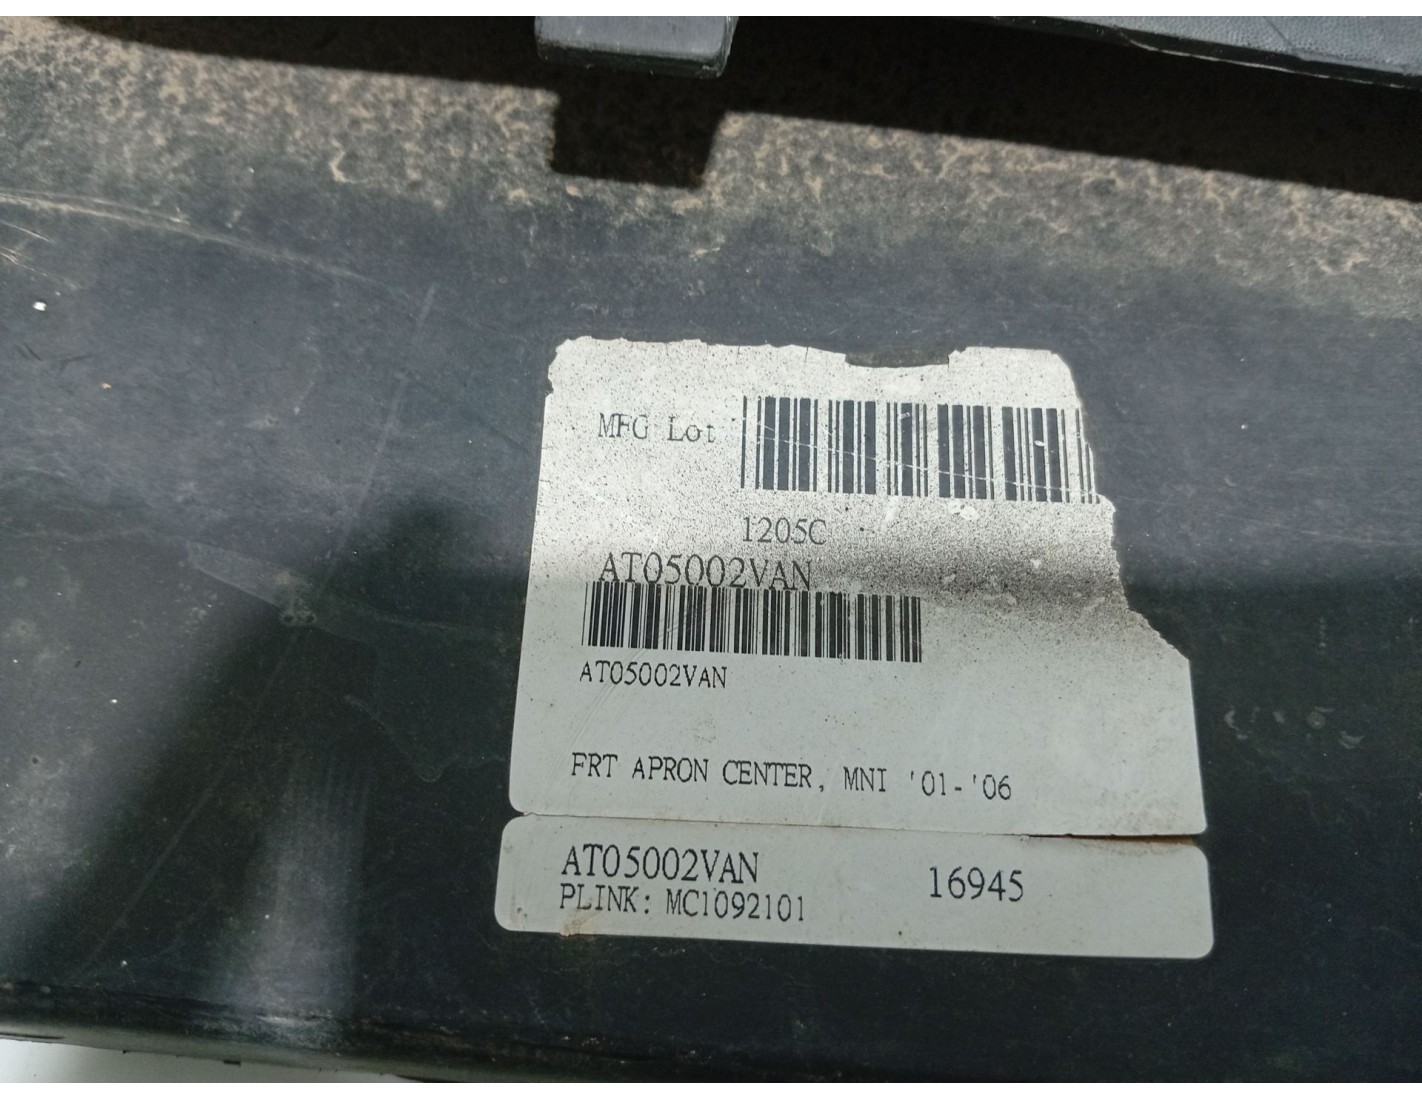 MFG Lot
1205C
AT05002VAN
AT05002VAN
FRT APRON CENTER, MNI '01-'06
AT05002VAN 16945
PLINK: MC1092101